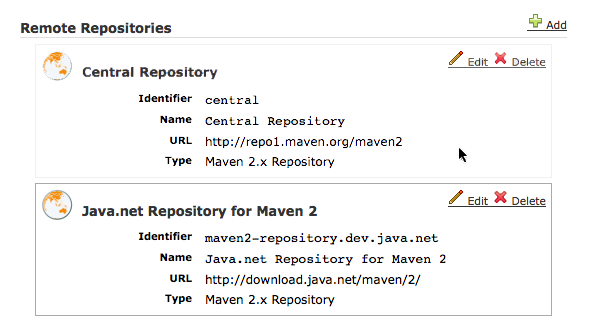 Remote Repositories
Add
Central Repository
Edit Delete
Identifier central
Name Central Repository
URL http://repo1.maven.org/maven2
Type Maven 2.x Repository
Java.net Repository for Maven 2
Edit Delete
Identifier maven2-repository.dev.java.net
Name Java.net Repository for Maven 2
URL http://download.java.net/maven/2/
Type Maven 2.x Repository